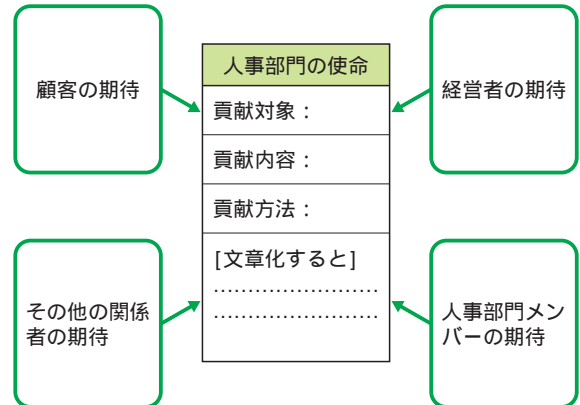 顧客の期待
人事部門の使命
貢献対象：
貢献内容：
貢献方法：
[文章化すると]
……………………
……………………
経営者の期待
その他の関係
者の期待
人事部門メン
バーの期待